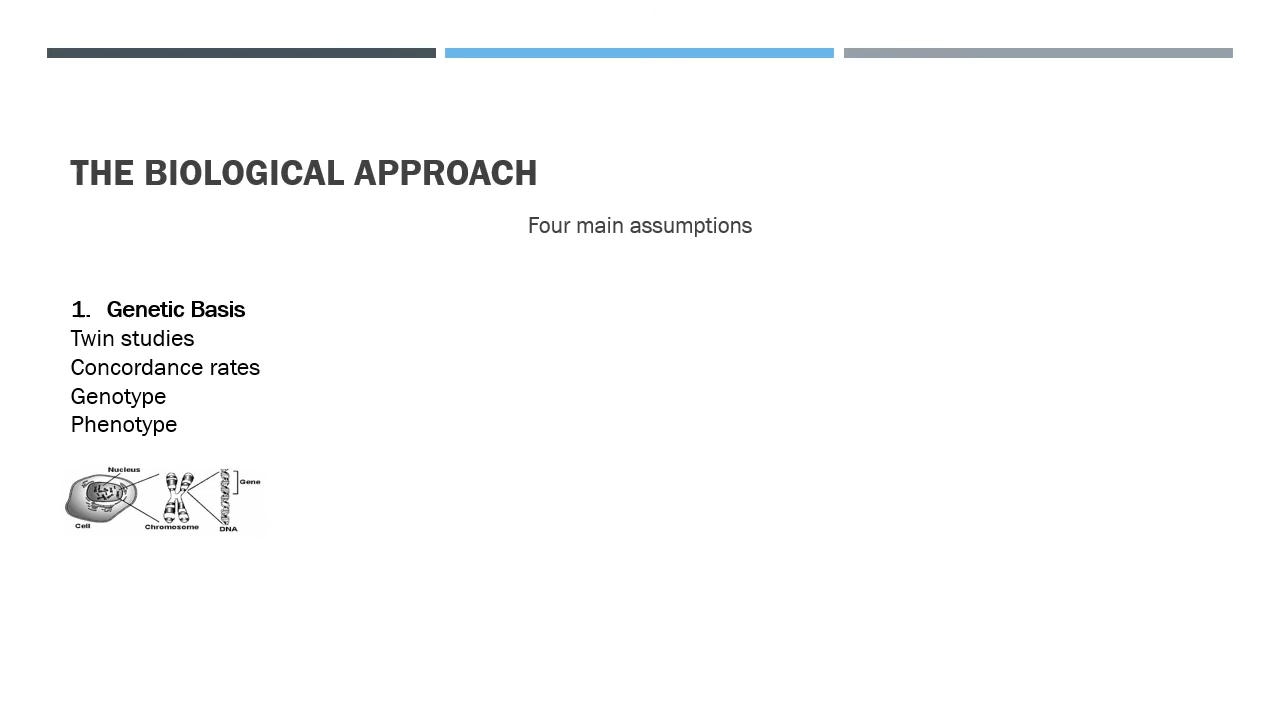 THE BIOLOGICAL APPROACH
Four main assumptions
1. Genetic Basis
Twin studies
Concordance rates
Genotype
Phenotype
Nucleus
Gene
Cell
Chromosome
DNA